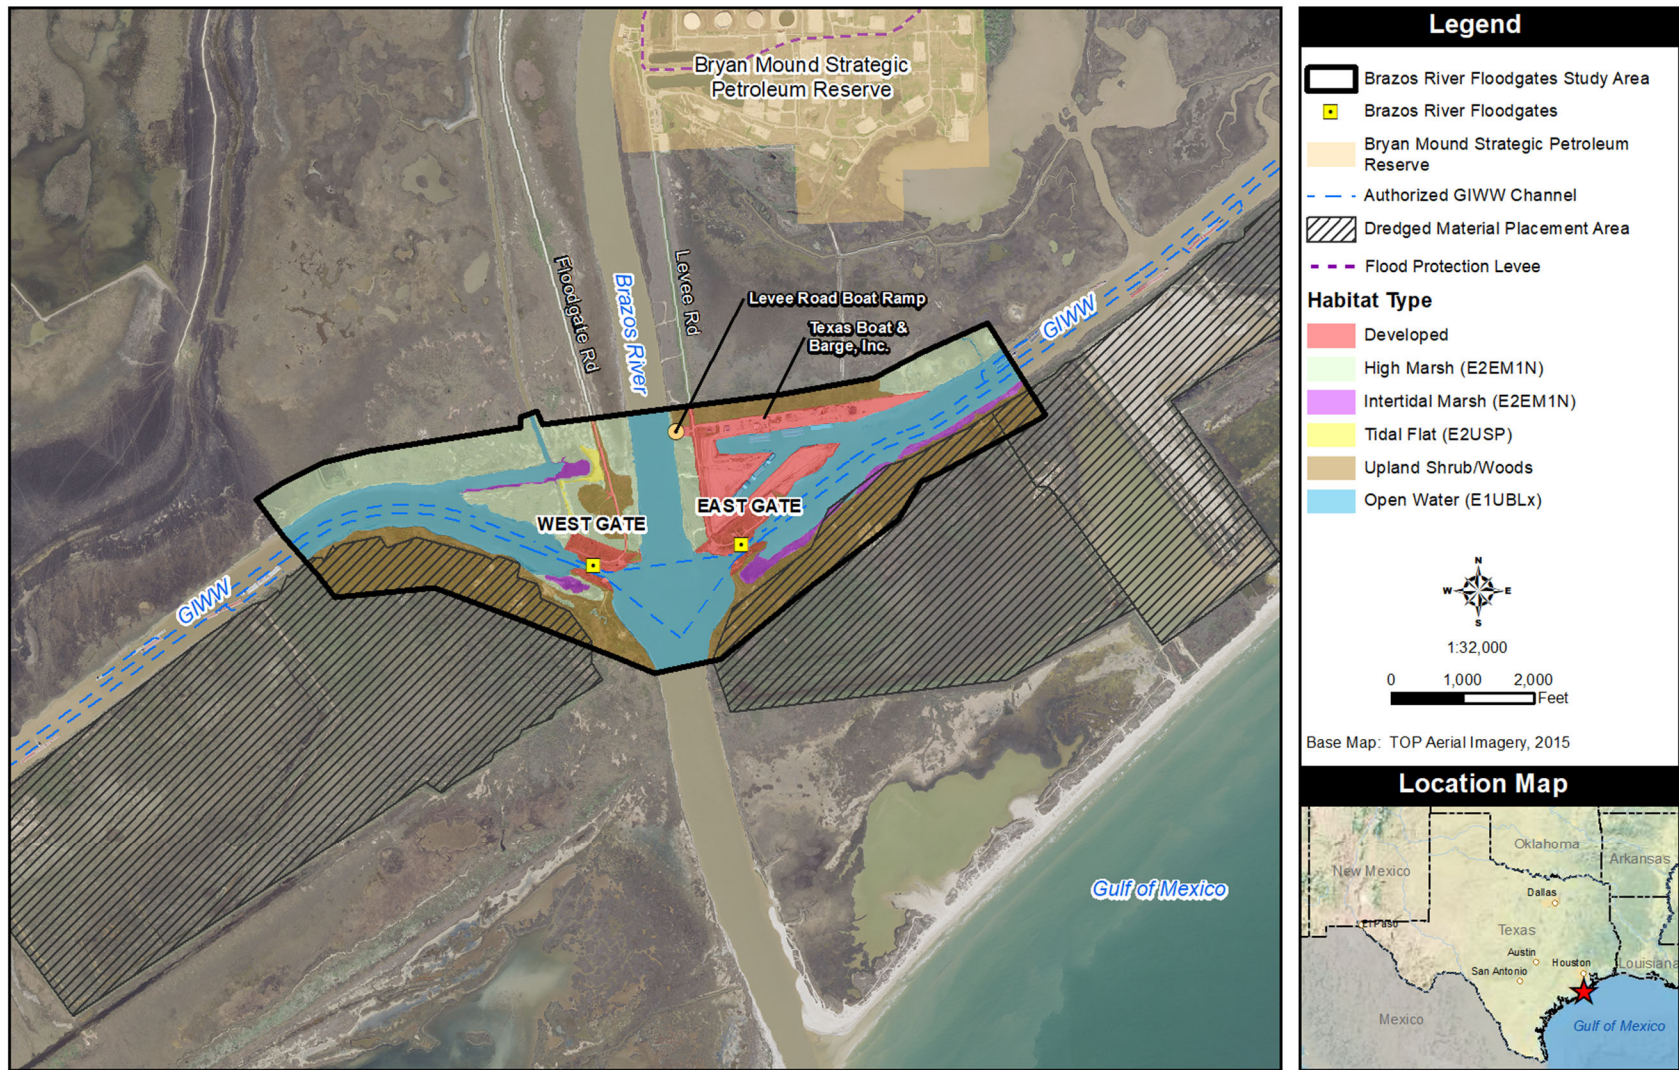 Bryan Mound Strategic
Petroleum Reserve
Floodgate Rd
Brazos River
Levee Rd
Levee Road Boat Ramp
Texas Boat &
Barge, Inc.
GIWW
WEST GATE
EAST GATE
GIWW
Gulf of Mexico
Legend
Brazos River Floodgates Study Area
Brazos River Floodgates
Bryan Mound Strategic Petroleum
Reserve
Authorized GIWW Channel
Dredged Material Placement Area
Flood Protection Levee
Habitat Type
Developed
High Marsh (E2EM1N)
Intertidal Marsh (E2EM1N)
Tidal Flat (E2USP)
Upland Shrub/Woods
Open Water (E1UBLx)
N
W E
S
1:32,000
0 1,000 2,000
Feet
Base Map: TOP Aerial Imagery, 2015
Location Map
Oklahoma
New Mexico
Arkansas
Dallas
El Paso
Texas
Austin
Houston
Louisiana
San Antonio
Mexico
Gulf of Mexico